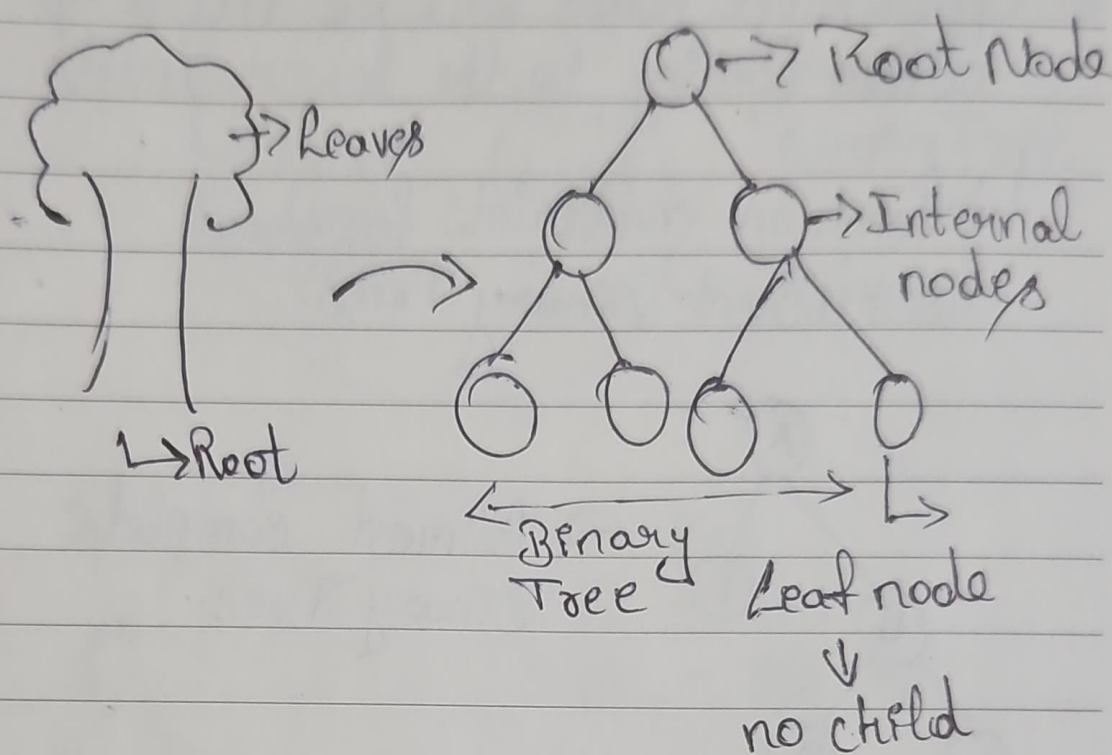 Root Node
Leaves
Internal
nodes
Root
Binary
Tree
Leaf node
no child